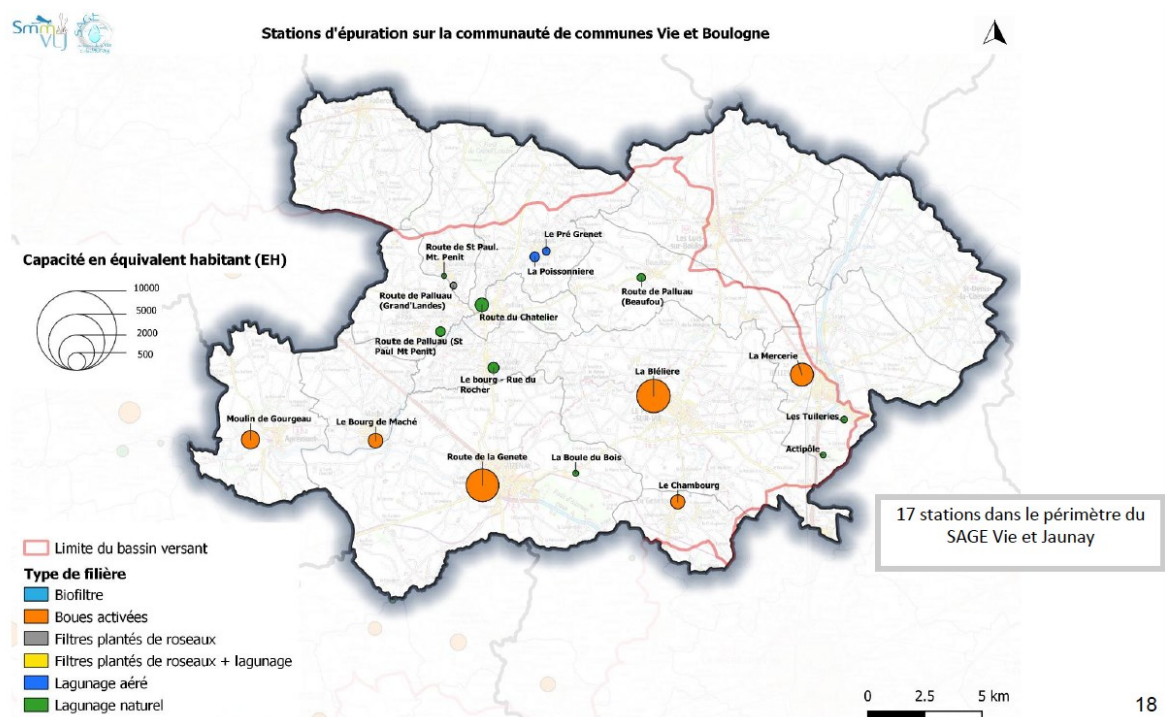 Smm
VLJ
Stations d'épuration sur la communauté de communes Vie et Boulogne
Le Pré Grenet
Route de St Paul.
Mt. Penit
La Poissonniere
Capacité en équivalent habitant (EH)
10000
5000
2000
500
Route de Palluau
(Grand'Landes)
Route de Palluau
(Beaufou)
Route du Chatelier
Route de Palluau (St
Paul Mt Penit)
La Mercerie
La Blélière
Le bourg - Rue du
Rocher
Moulin de Gourgeau
Le Bourg de Maché
Les Tuileries
Actipôle
Route de la Genete
La Boule du Bois
Le Chambourg
17 stations dans le périmètre du
SAGE Vie et Jaunay
Limite du bassin versant
Type de filière
Biofiltre
Boues activées
Filtres plantés de roseaux
Filtres plantés de roseaux + lagunage
Lagunage aéré
Lagunage naturel
0 2.5 5 km
18